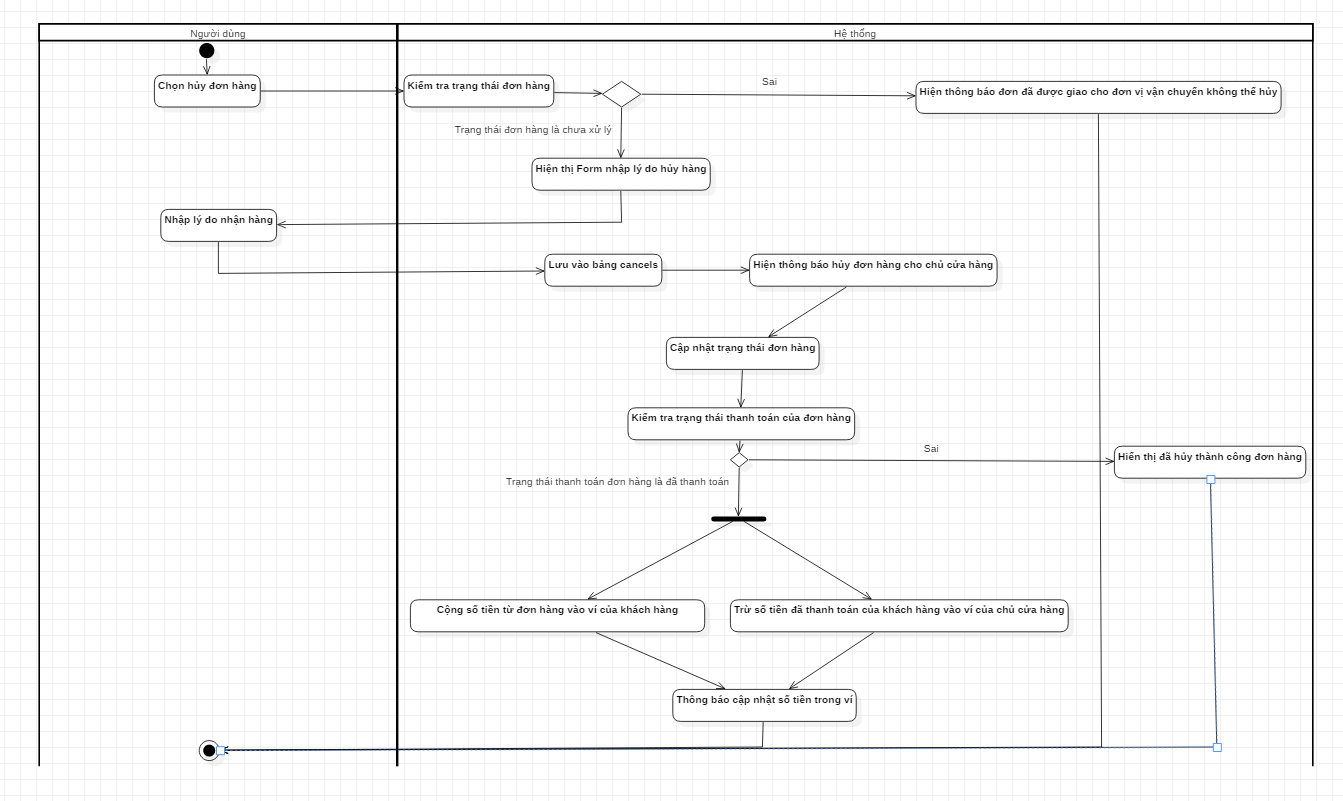 Người dùng
Hệ thống
Chọn hủy đơn hàng
Kiểm tra trạng thái đơn hàng
Sai
Hiện thông báo đơn đã được giao cho đơn vị vận chuyển không thể hủy
Trạng thái đơn hàng là chưa xử lý
Hiện thị Form nhập lý do hủy hàng
Nhập lý do nhận hàng
Lưu vào bảng cancels
Hiện thông báo hủy đơn hàng cho chủ cửa hàng
Cập nhật trạng thái đơn hàng
Kiểm tra trạng thái thanh toán của đơn hàng
Sai
Hiển thị đã hủy thành công đơn hàng
Trạng thái thanh toán đơn hàng là đã thanh toán
Cộng số tiền từ đơn hàng vào ví của khách hàng
Trừ số tiền đã thanh toán của khách hàng vào ví của chủ cửa hàng
Thông báo cập nhật số tiền trong ví